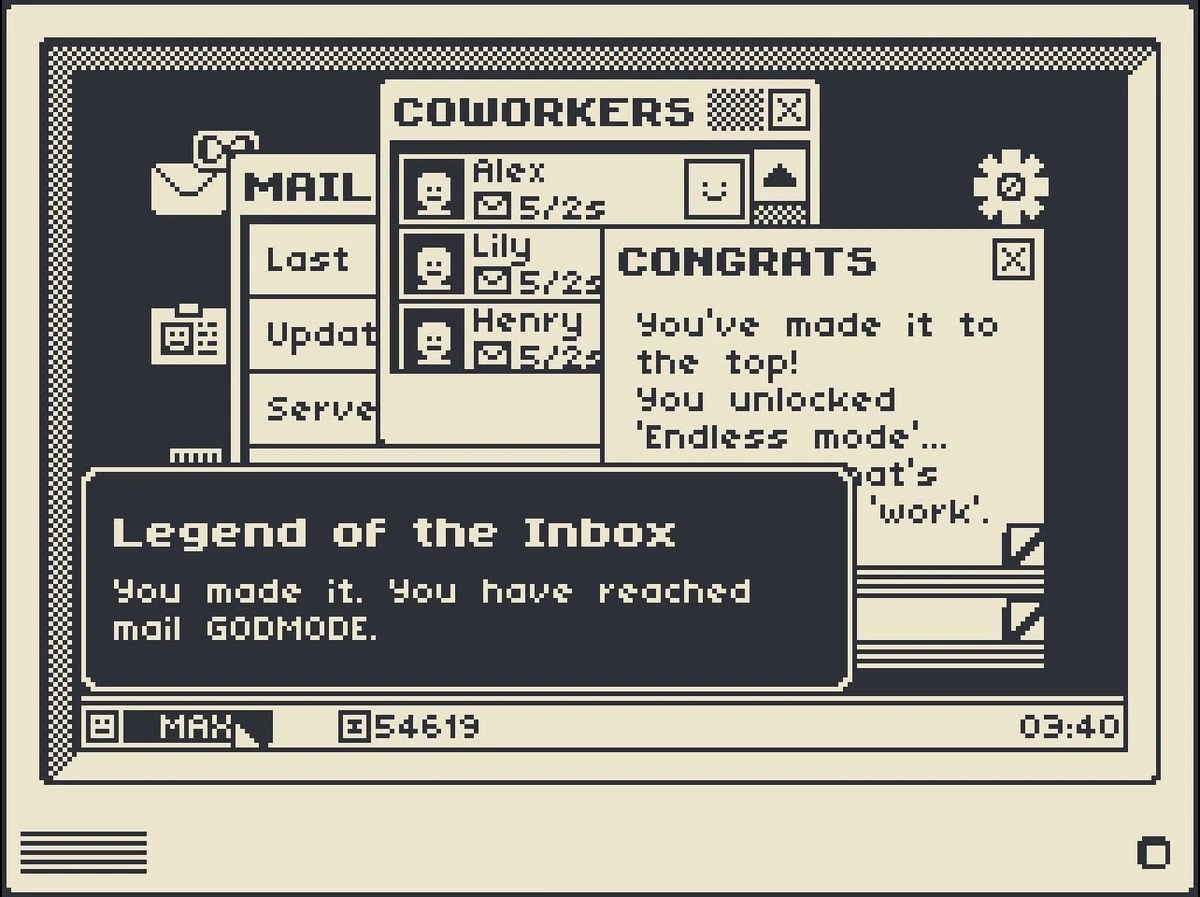 COWORKERS
Alex
5/2s
Lily
5/2s
Henry
5/2s
MAIL
Last
Updat
Serve
CONGRATS
You've made it to
the top!
You unlocked
'Endless mode'...
hat's
'work'.
Legend of the Inbox
You made it. You have reached
mail GODMODE.
MAX
54619
03:40